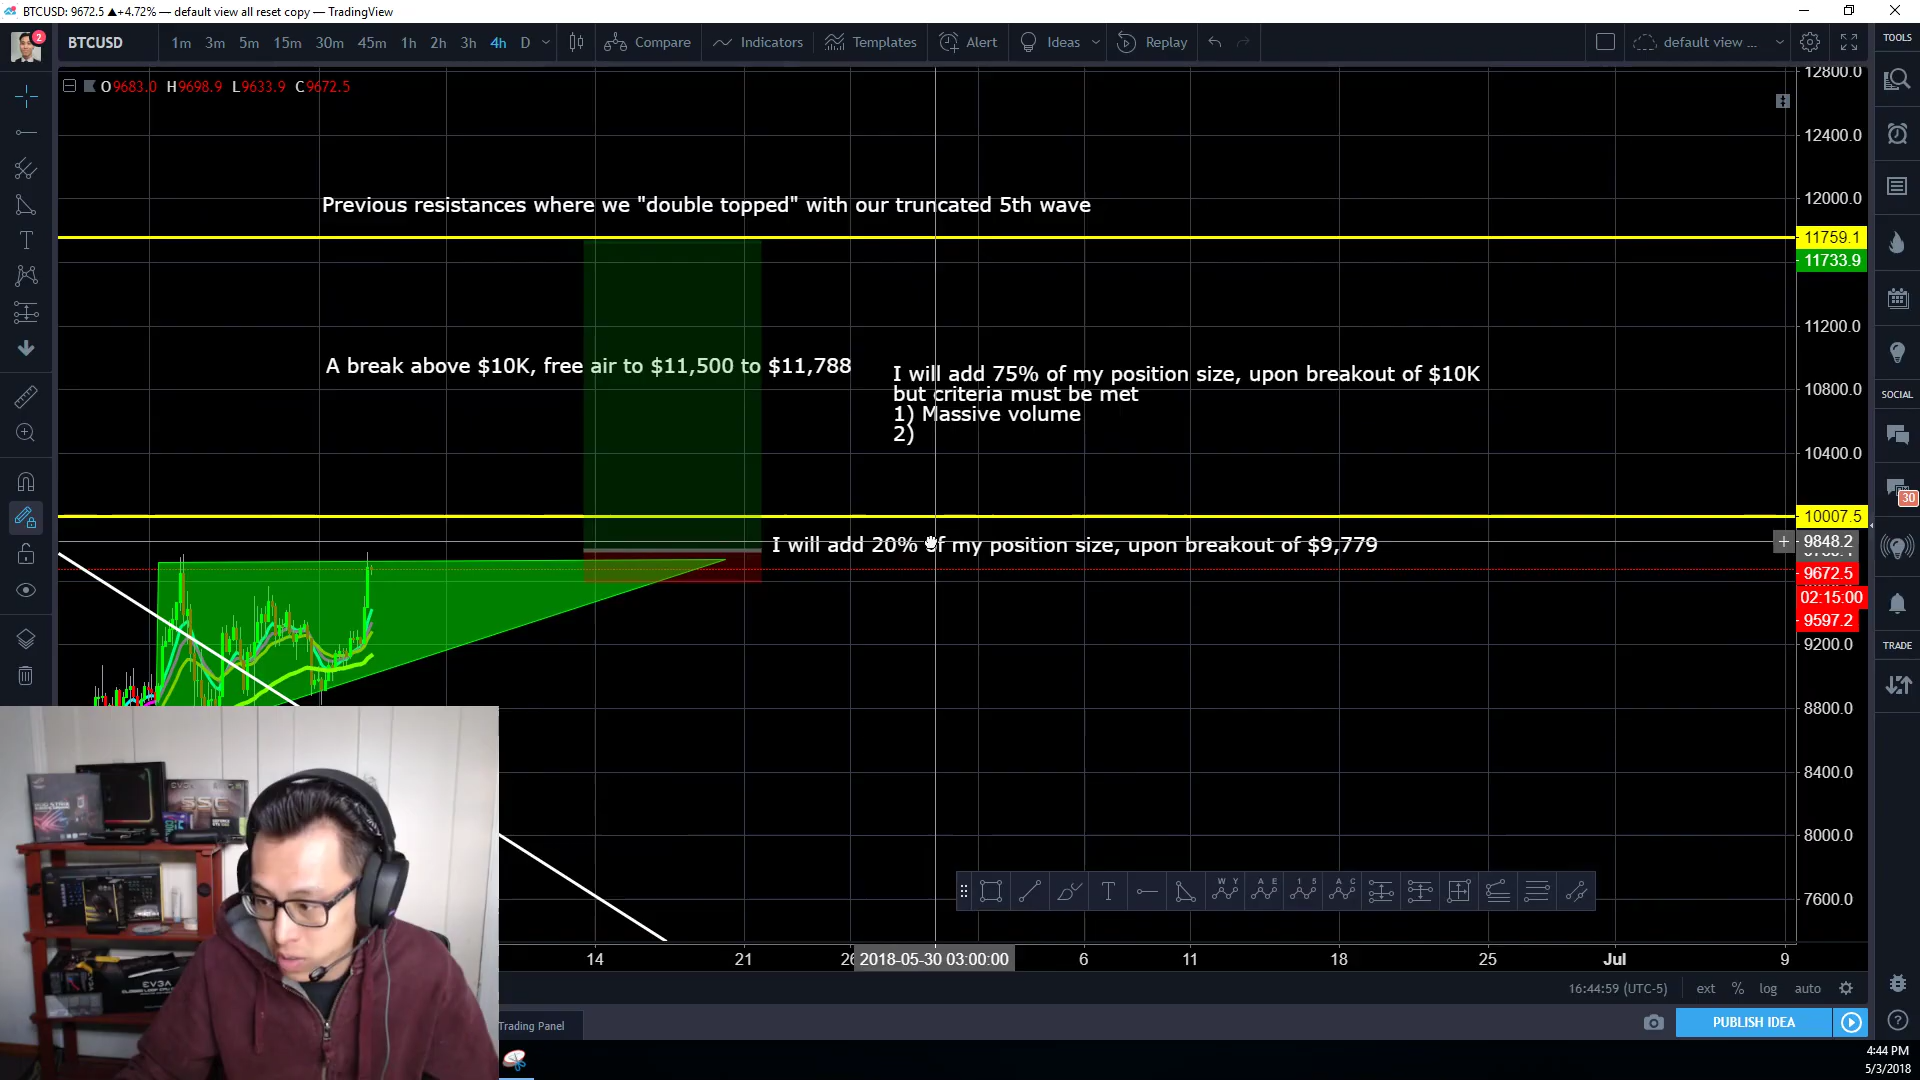 BTCUSD: 9672.5 ▲+4.72% — default view all reset copy — TradingView
2
BTCUSD 1m 3m 5m 15m 30m 45m 1h 2h 3h 4h D Compare Indicators Templates Alert Ideas Replay default view ...
TOOLS
O9683.0 H9698.9 L9633.9 C9672.5
12800.0
12400.0
12000.0
Previous resistances where we "double topped" with our truncated 5th wave
11759.1
11733.9
11200.0
A break above $10K, free air to $11,500 to $11,788
I will add 75% of my position size, upon breakout of $10K
but criteria must be met
1) Massive volume
2)
10800.0
SOCIAL
10400.0
30
10007.5
I will add 20% of my position size, upon breakout of $9,779
9848.2
9672.5
02:15:00
9597.2
9200.0
TRADE
8800.0
8400.0
8000.0
7600.0
W Y A E 1 5 A C
14 21 2018-05-30 03:00:00 6 11 18 25 Jul 9
16:44:59 (UTC-5) ext % log auto
Trading Panel
PUBLISH IDEA
SSC
EVGA
4:44 PM
5/3/2018